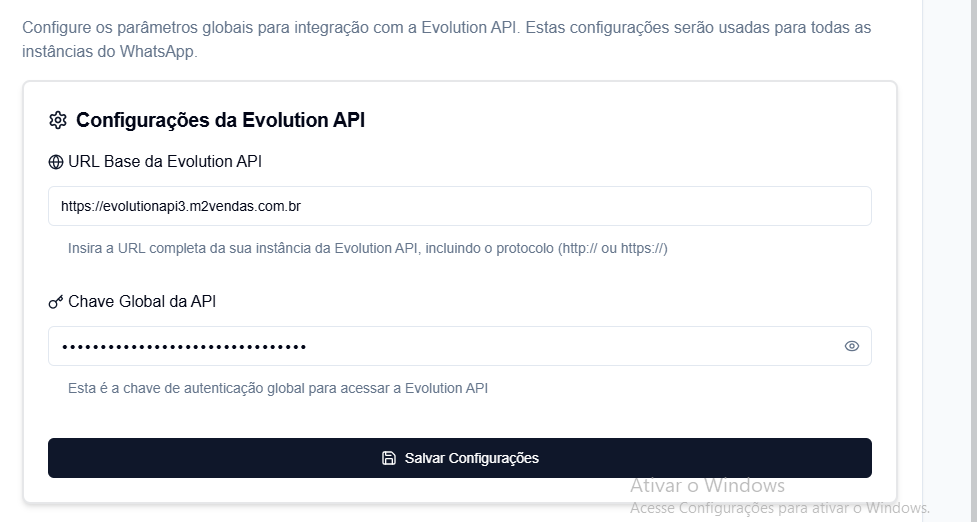 Configure os parâmetros globais para integração com a Evolution API. Estas configurações serão usadas para todas as
instâncias do WhatsApp.
Configurações da Evolution API
URL Base da Evolution API
https://evolutionapi3.m2vendas.com.br
Insira a URL completa da sua instância da Evolution API, incluindo o protocolo (http:// ou https://)
Chave Global da API
••••••••••••••••••••••••••••••••
Esta é a chave de autenticação global para acessar a Evolution API
Salvar Configurações
Ativar o Windows
Acesse Configurações para ativar o Windows.